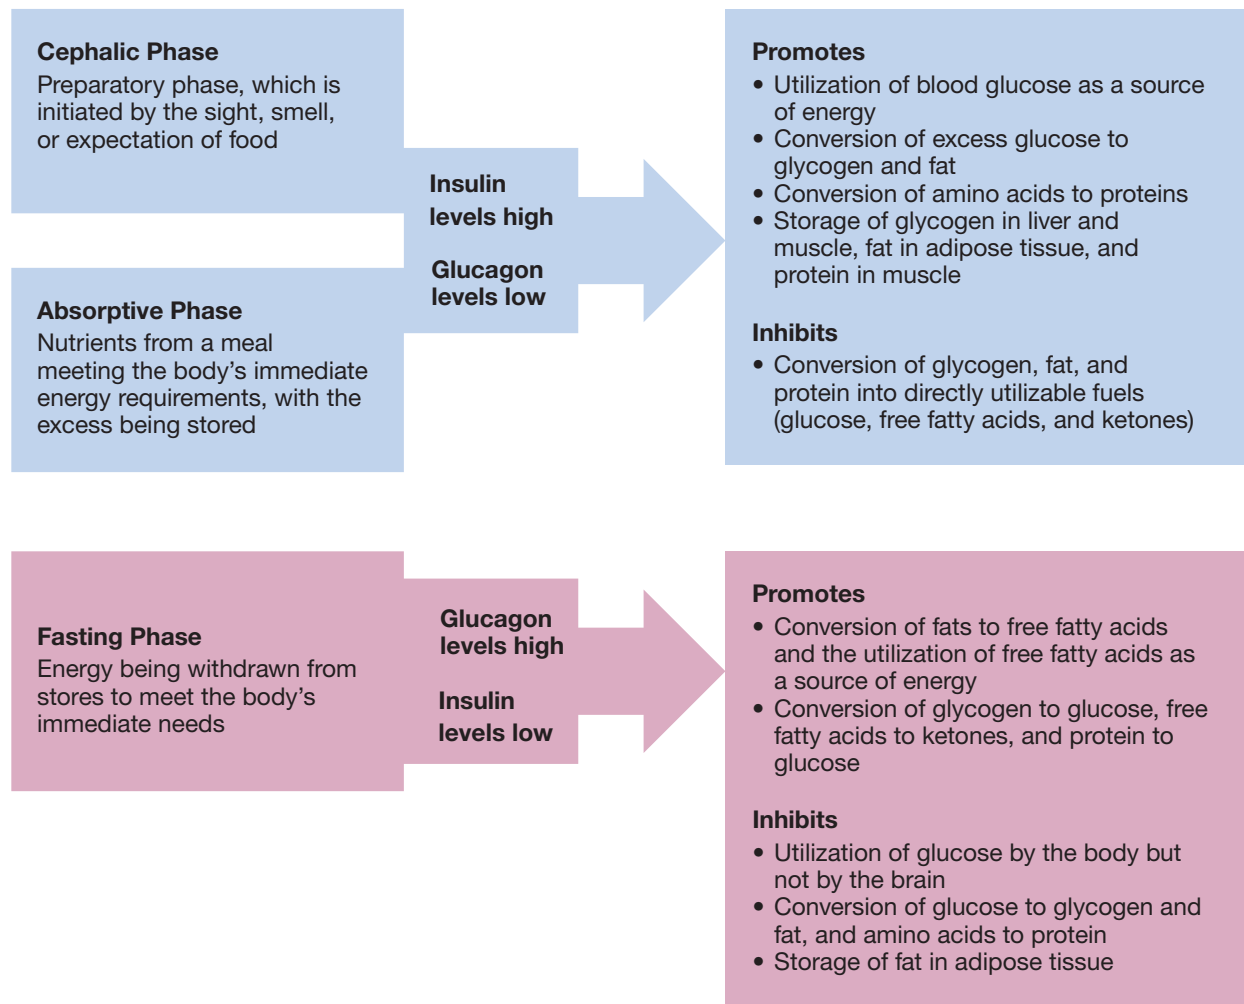 Cephalic Phase
Preparatory phase, which is
initiated by the sight, smell,
or expectation of food
Absorptive Phase
Nutrients from a meal
meeting the body’s immediate
energy requirements, with the
excess being stored
Insulin
levels high
Glucagon
levels low
Promotes
• Utilization of blood glucose as a source
of energy
• Conversion of excess glucose to
glycogen and fat
• Conversion of amino acids to proteins
• Storage of glycogen in liver and
muscle, fat in adipose tissue, and
protein in muscle
Inhibits
• Conversion of glycogen, fat, and
protein into directly utilizable fuels
(glucose, free fatty acids, and ketones)
Fasting Phase
Energy being withdrawn from
stores to meet the body’s
immediate needs
Glucagon
levels high
Insulin
levels low
Promotes
• Conversion of fats to free fatty acids
and the utilization of free fatty acids as
a source of energy
• Conversion of glycogen to glucose, free
fatty acids to ketones, and protein to
glucose
Inhibits
• Utilization of glucose by the body but
not by the brain
• Conversion of glucose to glycogen and
fat, and amino acids to protein
• Storage of fat in adipose tissue